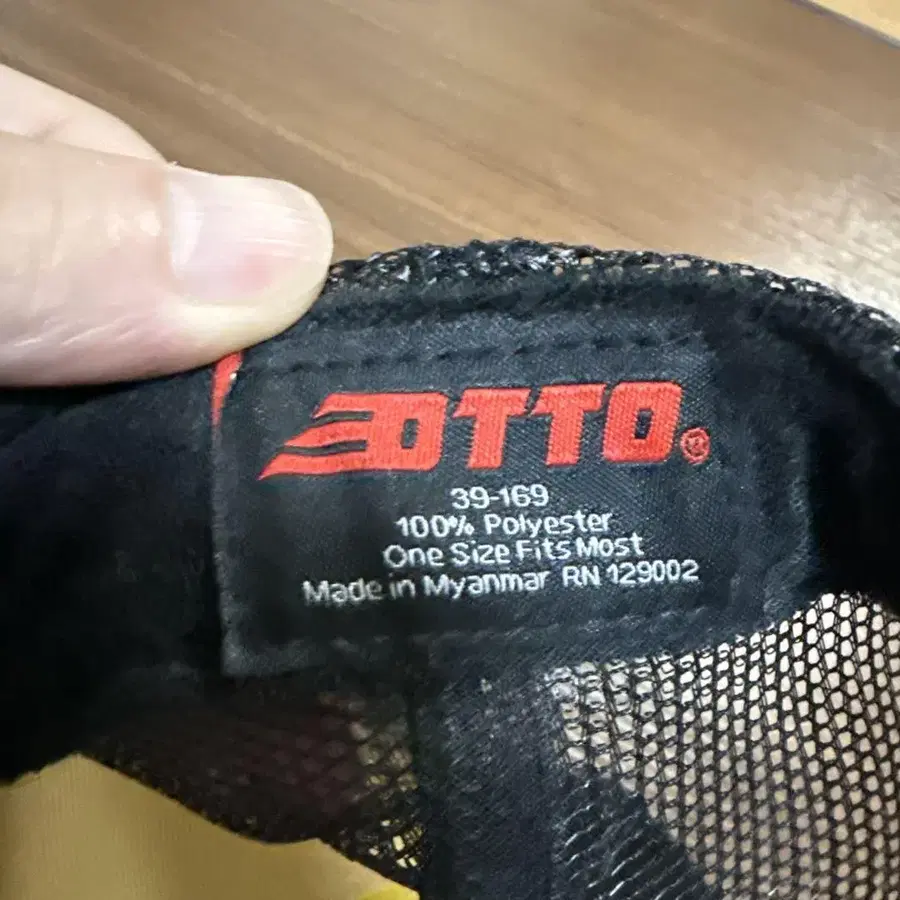 OTTO®
39-169
100% Polyester
One Size Fits Most
Made in Myanmar RN 129002